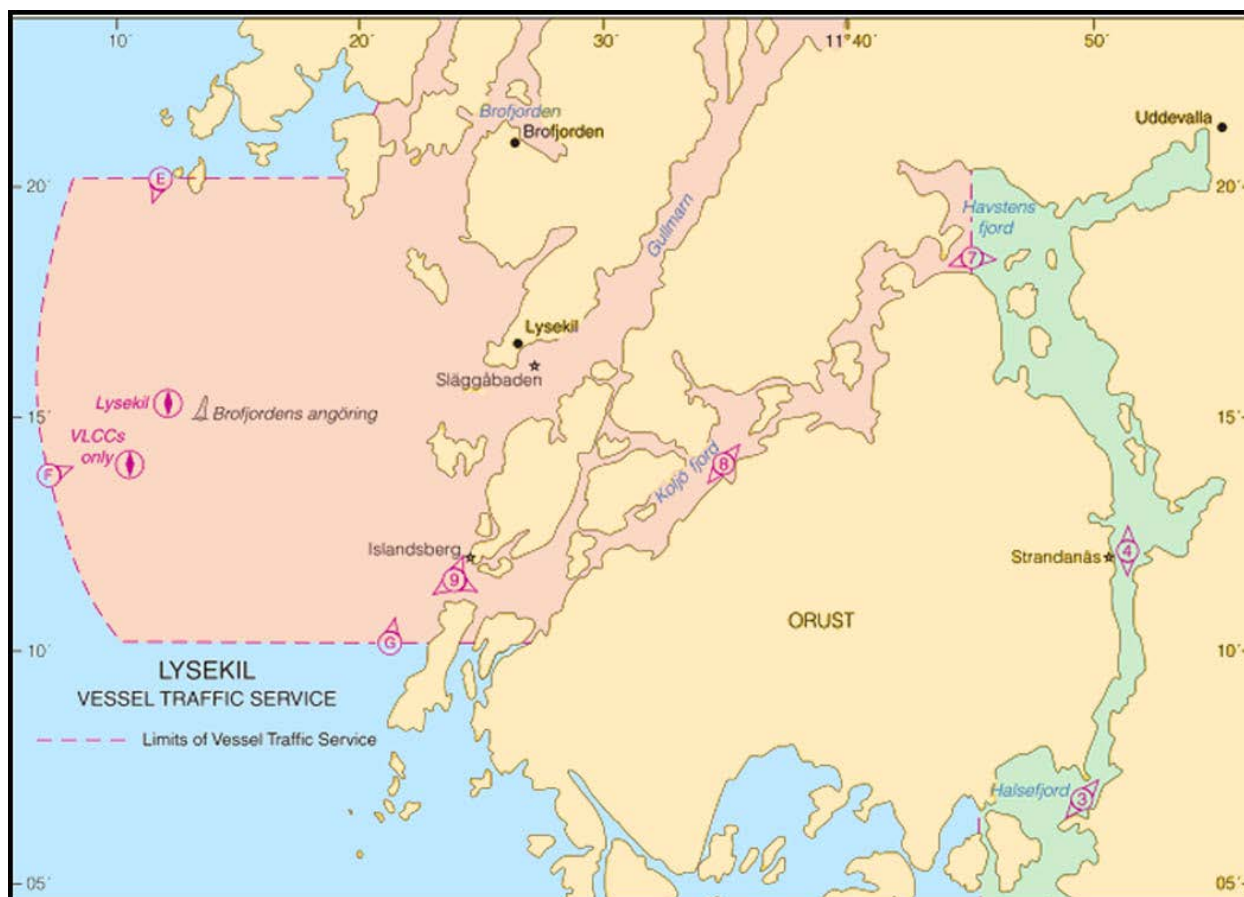 10´
20´
30´
11°40´
50´
Brofjorden
Brofjorden
Uddevalla
20´
20´
E
Gullmarn
Havstens
fjord
7
Lysekil
Släggåbaden
Lysekil
Brofjordens angöring
15´
15´
VLCCs
only
F
Koljö fjord
8
Islandsberg
9
Strandanäs
4
ORUST
G
10´
10´
LYSEKIL
VESSEL TRAFFIC SERVICE
Limits of Vessel Traffic Service
Halsefjord
3
05´
05´